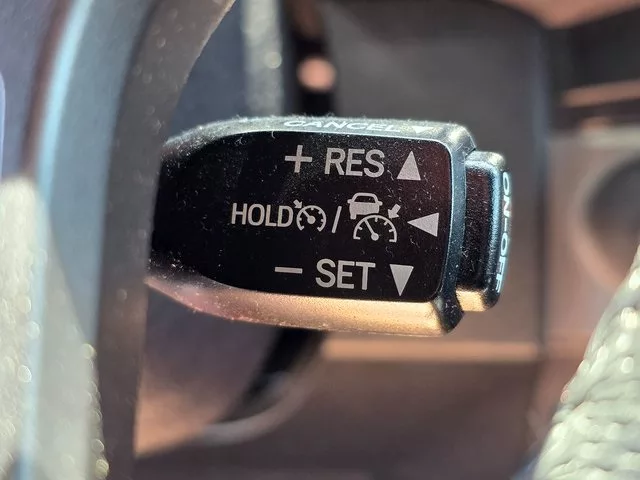 CANCEL
+ RES ▲
HOLD / ◀
− SET ▼
ON-OFF